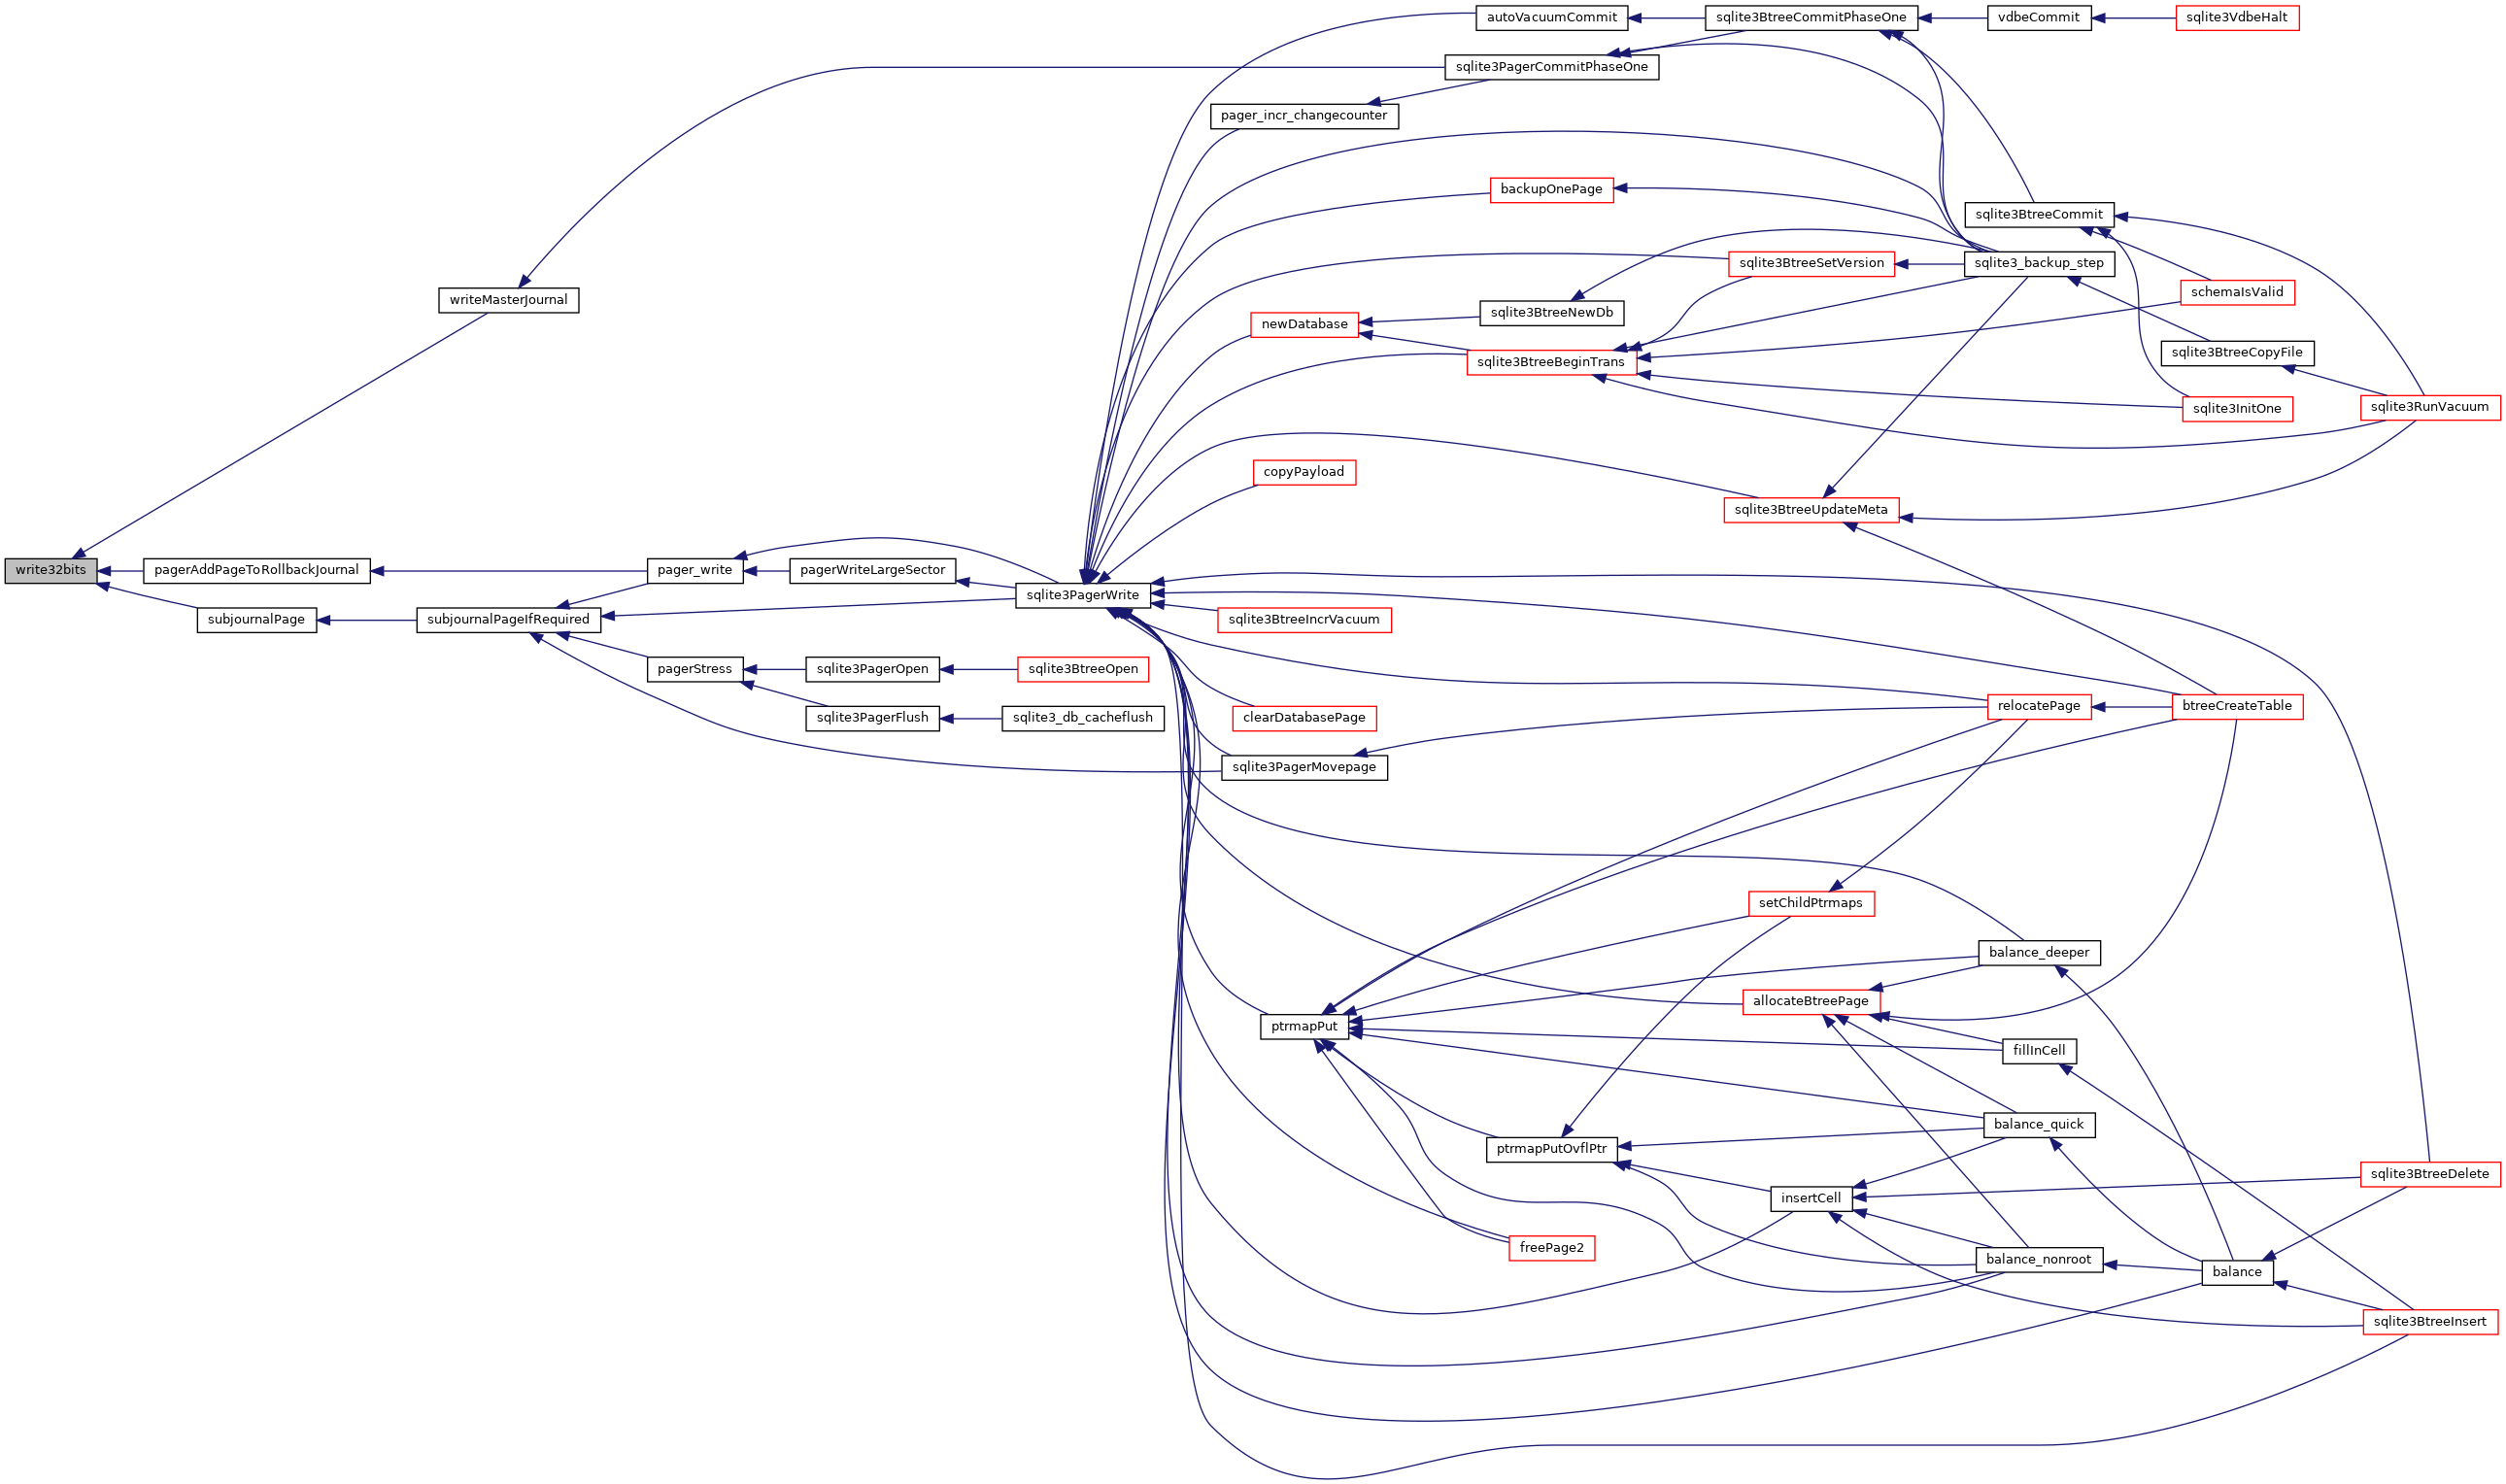 autoVacuumCommit
sqlite3BtreeCommitPhaseOne
vdbeCommit
sqlite3VdbeHalt
sqlite3PagerCommitPhaseOne
pager_incr_changecounter
backupOnePage
sqlite3BtreeCommit
sqlite3BtreeSetVersion
sqlite3_backup_step
writeMasterJournal
schemaIsValid
sqlite3BtreeNewDb
newDatabase
sqlite3BtreeBeginTrans
sqlite3BtreeCopyFile
sqlite3InitOne
sqlite3RunVacuum
copyPayload
sqlite3BtreeUpdateMeta
write32bits
pagerAddPageToRollbackJournal
pager_write
pagerWriteLargeSector
sqlite3PagerWrite
subjournalPage
subjournalPageIfRequired
sqlite3BtreeIncrVacuum
pagerStress
sqlite3PagerOpen
sqlite3BtreeOpen
sqlite3PagerFlush
sqlite3_db_cacheflush
clearDatabasePage
relocatePage
btreeCreateTable
sqlite3PagerMovepage
setChildPtrmaps
balance_deeper
allocateBtreePage
ptrmapPut
fillInCell
balance_quick
ptrmapPutOvflPtr
sqlite3BtreeDelete
insertCell
freePage2
balance_nonroot
balance
sqlite3BtreeInsert